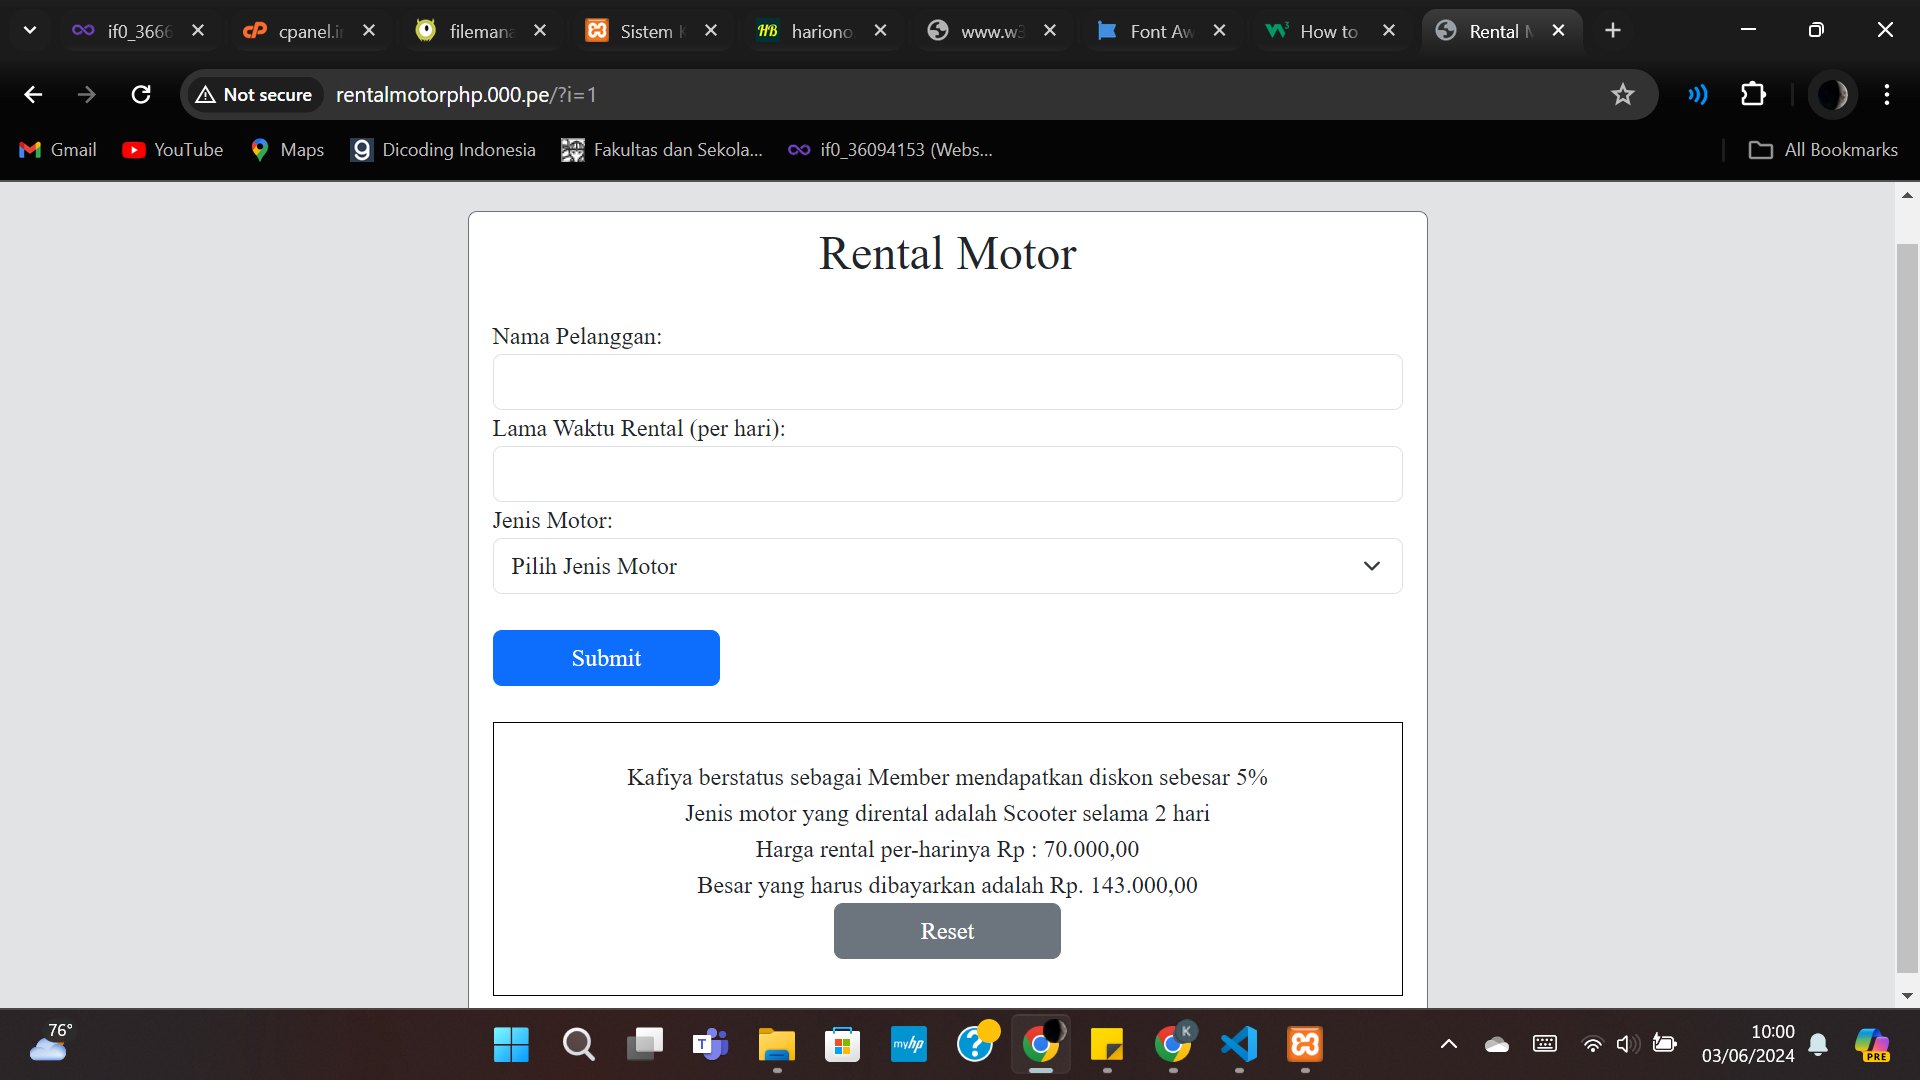 if0_3666
cpanel.i
filemana
Sistem K
hariono
www.w3
Font Aw
How to
Rental M
Not secure
rentalmotorphp.000.pe/?i=1
Gmail
YouTube
Maps
Dicoding Indonesia
Fakultas dan Sekola...
if0_36094153 (Webs...
All Bookmarks
Rental Motor
Nama Pelanggan:
Lama Waktu Rental (per hari):
Jenis Motor:
Pilih Jenis Motor
Submit
Kafiya berstatus sebagai Member mendapatkan diskon sebesar 5%
Jenis motor yang dirental adalah Scooter selama 2 hari
Harga rental per-harinya Rp : 70.000,00
Besar yang harus dibayarkan adalah Rp. 143.000,00
Reset
76°
myhp
K
10:00
03/06/2024
PRE